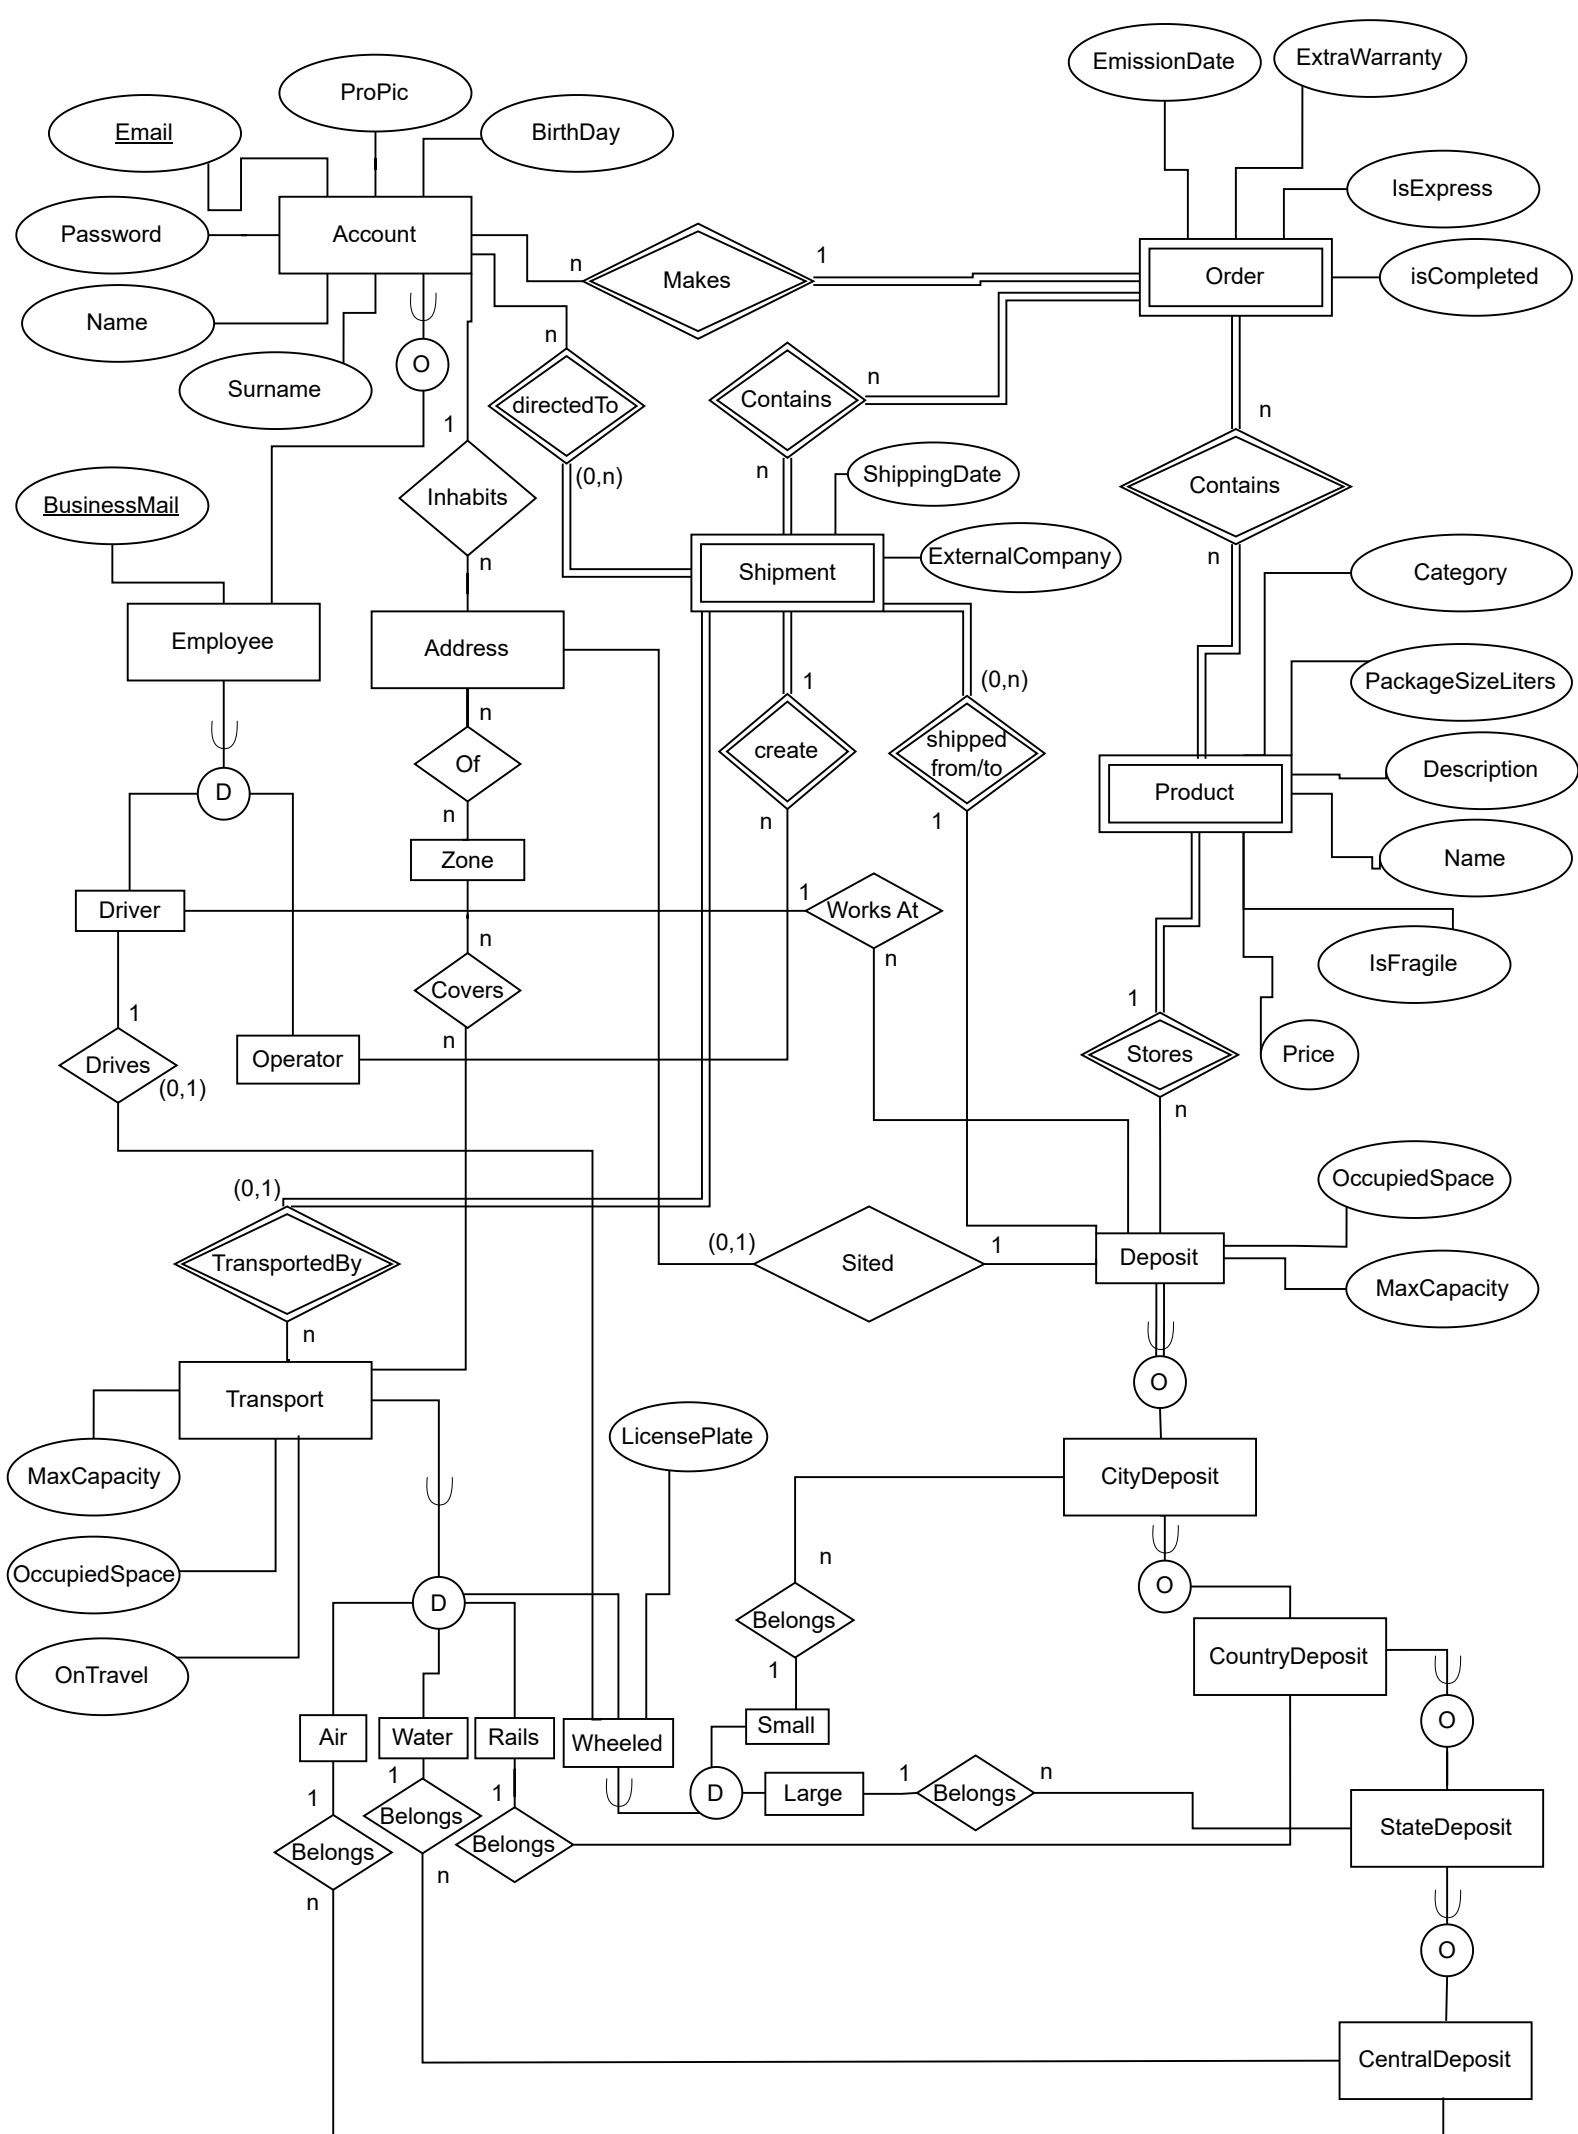 EmissionDate
ExtraWarranty
ProPic
Email
BirthDay
IsExpress
Password
Account
Makes
n
1
Order
isCompleted
Name
Surname
O
n
directedTo
(0,n)
Contains
n
n
n
Contains
n
1
Inhabits
n
ShippingDate
BusinessMail
Shipment
ExternalCompany
Category
Employee
Address
PackageSizeLiters
1
(0,n)
n
Of
n
create
n
shipped
from/to
1
Product
Description
D
Zone
Name
Driver
1
Works At
n
n
Covers
n
IsFragile
1
Drives
(0,1)
Operator
1
Stores
n
Price
(0,1)
TransportedBy
n
(0,1)
Sited
1
Deposit
OccupiedSpace
MaxCapacity
O
Transport
LicensePlate
MaxCapacity
CityDeposit
OccupiedSpace
D
n
Belongs
1
O
CountryDeposit
OnTravel
Air
Water
Rails
Wheeled
Small
O
D
Large
1
Belongs
n
StateDeposit
1
1
1
Belongs
Belongs
Belongs
n
n
O
CentralDeposit